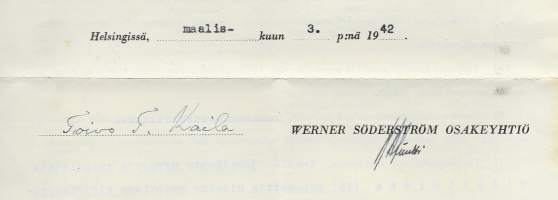 Helsingissä, maalis- kuun 3. p:nä 1942.
Toivo T. Kaila WERNER SÖDERSTRÖM OSAKEYHTIÖ